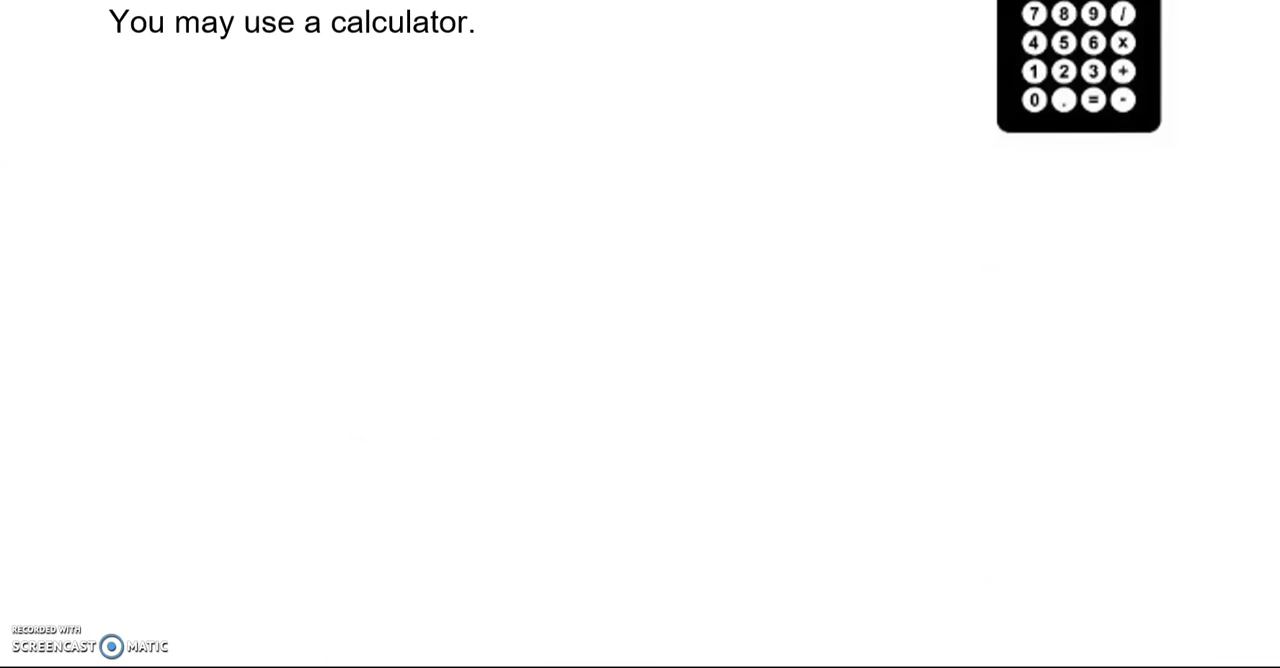 You may use a calculator.
7 8 9 /
4 5 6 x
1 2 3 +
0 . = -
RECORDED WITH
SCREENCAST MATIC